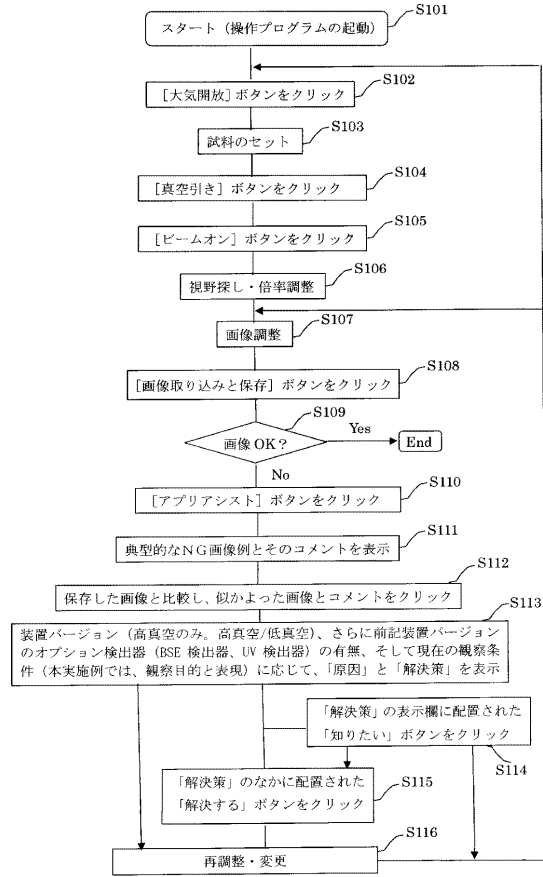 S101
スタート（操作プログラムの起動）
S102
［大気開放］ボタンをクリック
S103
試料のセット
S104
［真空引き］ボタンをクリック
S105
［ビームオン］ボタンをクリック
S106
視野探し・倍率調整
S107
画像調整
S108
［画像取り込みと保存］ボタンをクリック
S109
画像 OK？
Yes
End
No
S110
［アプリアシスト］ボタンをクリック
S111
典型的なNG画像例とそのコメントを表示
S112
保存した画像と比較し、似かよった画像とコメントをクリック
S113
装置バージョン（高真空のみ。高真空/低真空）、さらに前記装置バージョン
のオプション検出器（BSE 検出器、UV 検出器）の有無、そして現在の観察条
件（本実施例では、観察目的と表現）に応じて、「原因」と「解決策」を表示
「解決策」の表示欄に配置された
「知りたい」ボタンをクリック
S114
「解決策」のなかに配置された
「解決する」ボタンをクリック
S115
S116
再調整・変更